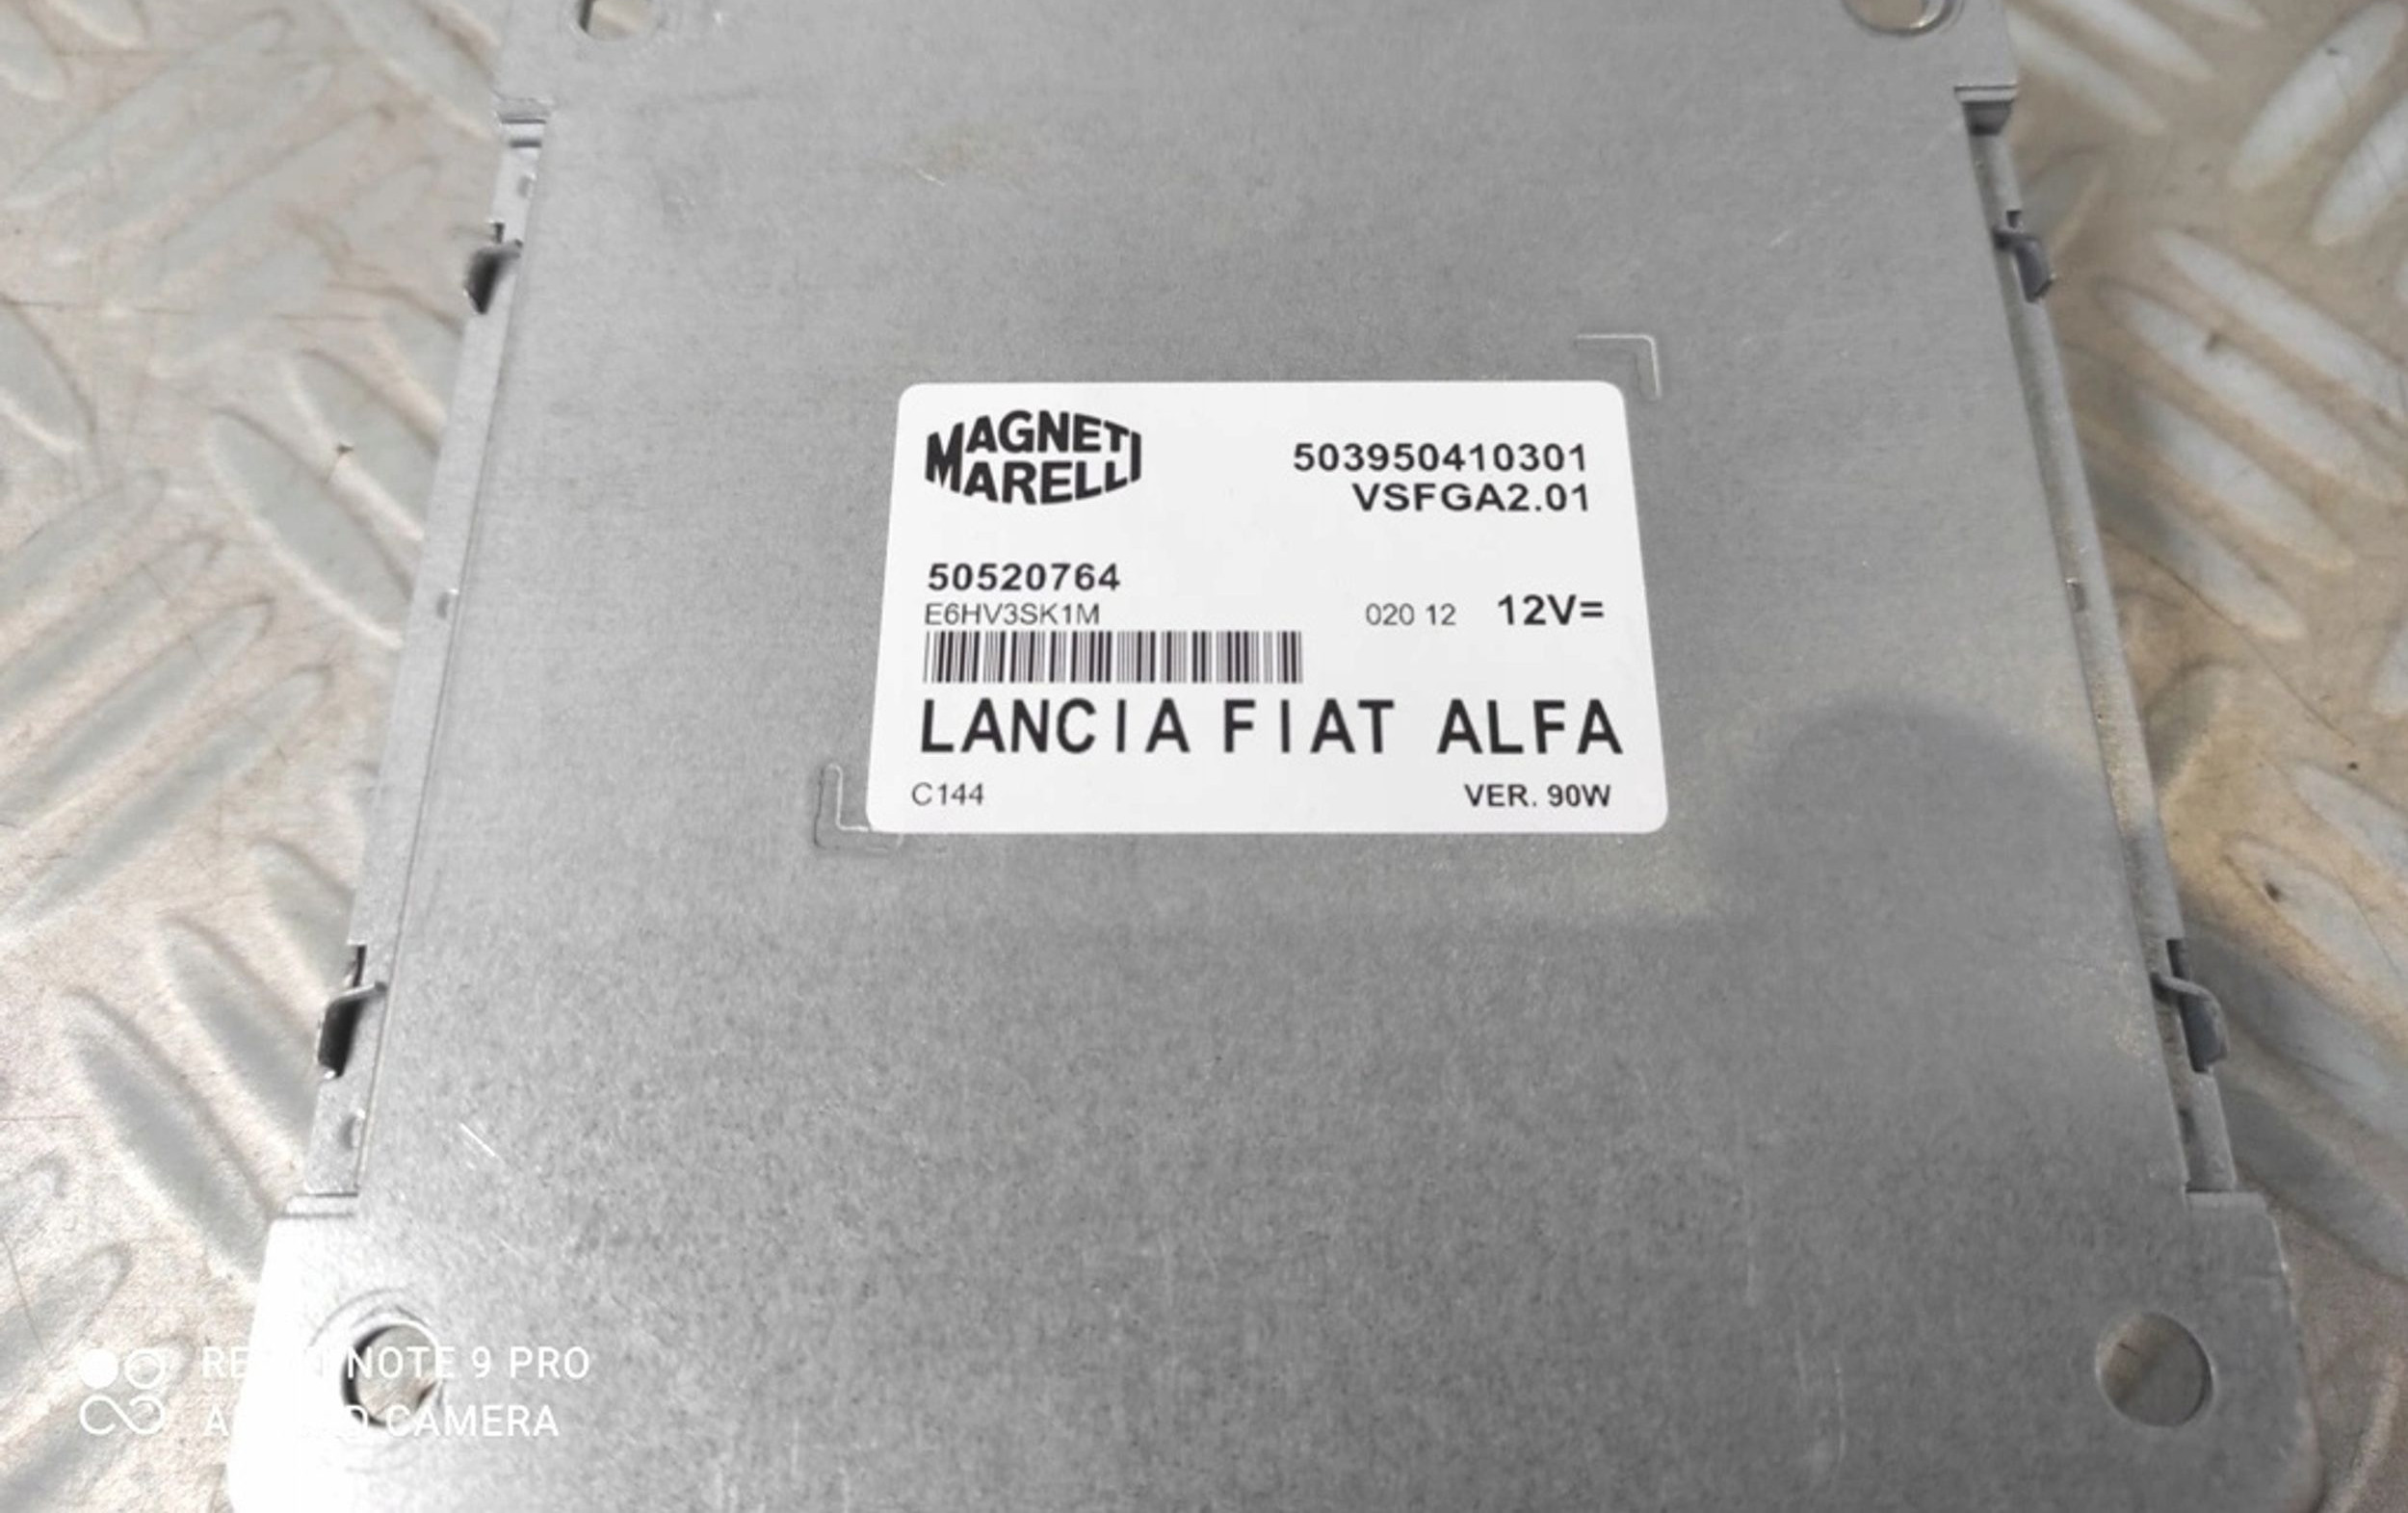 MAGNETI
MARELLI
503950410301
VSFGA2.01
50520764
E6HV3SK1M
020 12 12V=
LANCIA FIAT ALFA
C144
VER. 90W
NOTE 9 PRO
CAMERA